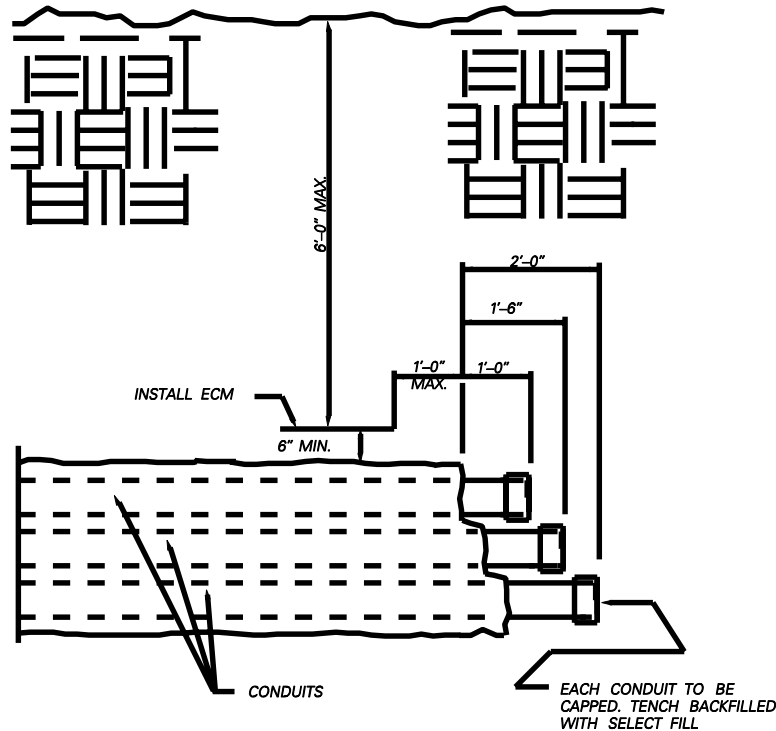 6'–0" MAX.
2'–0"
1'–6"
1'–0" MAX.
1'–0"
INSTALL ECM
6" MIN.
CONDUITS
EACH CONDUIT TO BE
CAPPED. TENCH BACKFILLED
WITH SELECT FILL